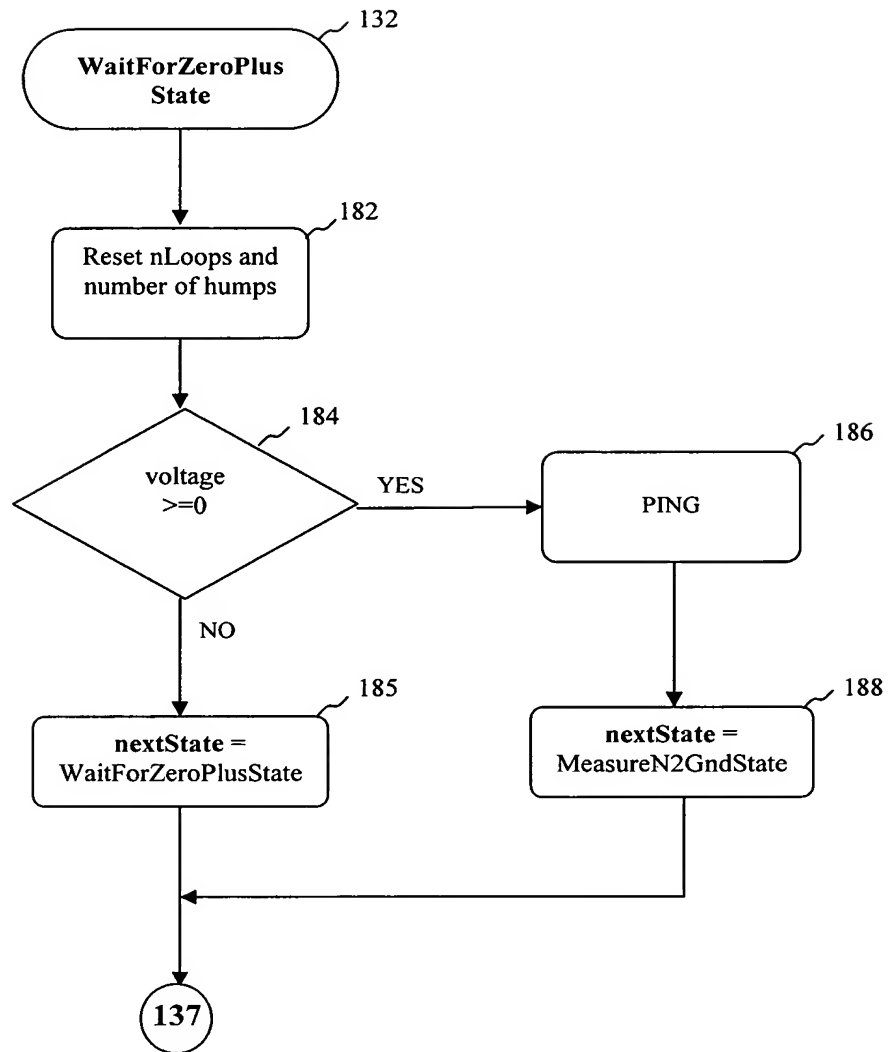 132
WaitForZeroPlus
State
182
Reset nLoops and
number of humps
184
voltage
>=0
YES
186
PING
NO
185
nextState =
WaitForZeroPlusState
188
nextState =
MeasureN2GndState
137